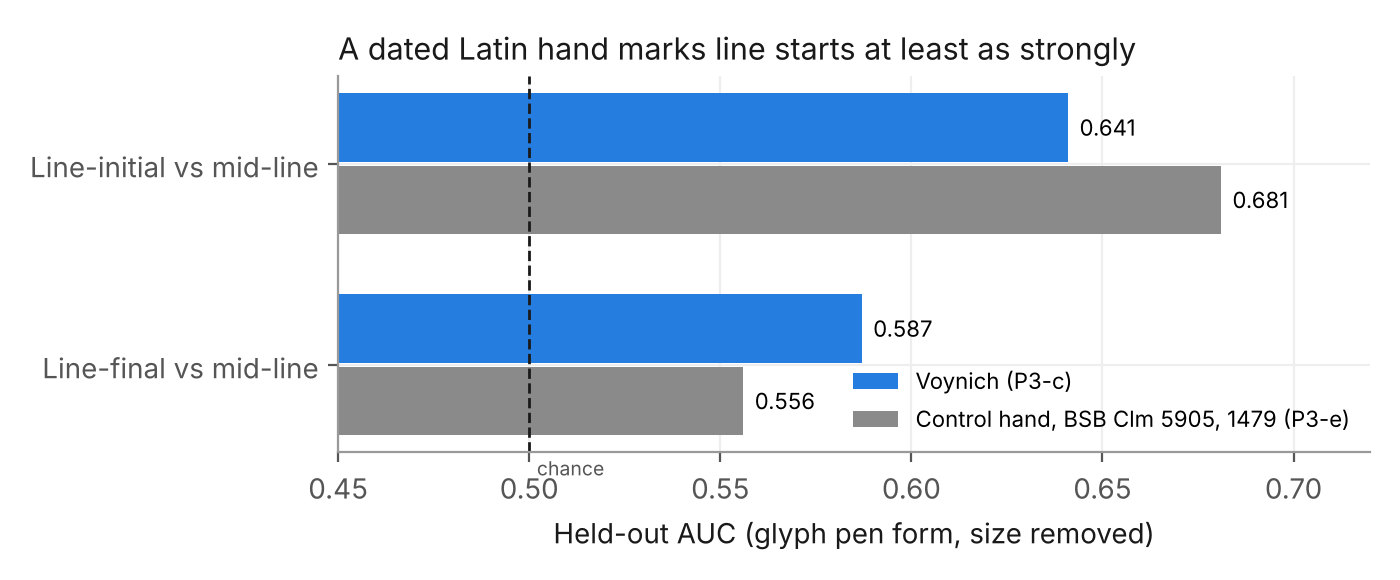 A dated Latin hand marks line starts at least as strongly
Line-initial vs mid-line
0.641
0.681
Line-final vs mid-line
0.587
0.556
Voynich (P3-c)
Control hand, BSB Clm 5905, 1479 (P3-e)
chance
0.45 0.50 0.55 0.60 0.65 0.70
Held-out AUC (glyph pen form, size removed)